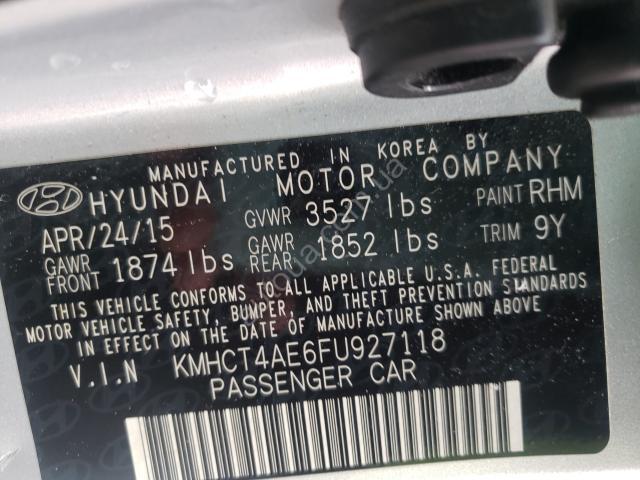 MANUFACTURED IN KOREA BY
HYUNDAI MOTOR COMPANY
APR/24/15 GVWR 3527 lbs PAINT RHM
GAWR FRONT 1874 lbs GAWR REAR 1852 lbs TRIM 9Y
THIS VEHICLE CONFORMS TO ALL APPLICABLE U.S.A. FEDERAL
MOTOR VEHICLE SAFETY, BUMPER, AND THEFT PREVENTION STANDARDS
IN EFFECT ON THE DATE OF MANUFACTURE SHOWN ABOVE
V.I.N KMHCT4AE6FU927118
PASSENGER CAR